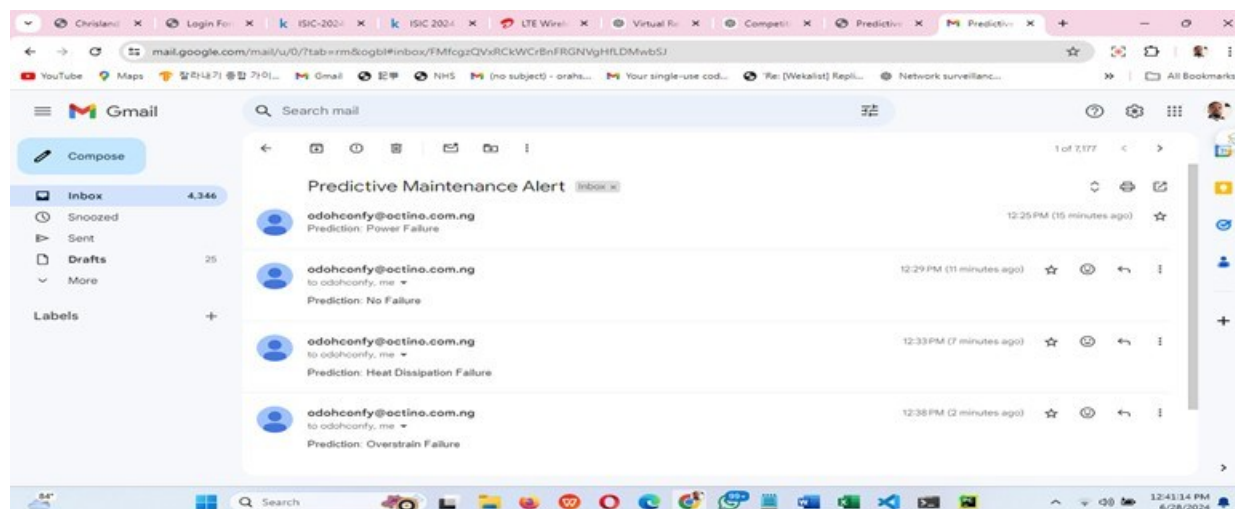 Chrisland
Login For
ISIC-2024
ISIC 2024
LTE Wirel
Virtual Re
Competiti
Predictive
Predictive
mail.google.com/mail/u/0/?tab=rm&ogbl#inbox/FMfcgzQVxRCkWCrBnFRGNVgHfLDMwbSJ
YouTube
Maps
Gmail
NHS
(no subject) - orahs...
Your single-use cod...
'Re: [Wekalist] Repli...
Network surveillanc...
All Bookmarks
Gmail
Search mail
Compose
1 of 7,177
Predictive Maintenance Alert Inbox x
Inbox 4,346
Snoozed
Sent
Drafts 25
More
Labels
odohconfy@octino.com.ng 12:25 PM (15 minutes ago)
Prediction: Power Failure
odohconfy@octino.com.ng 12:29 PM (11 minutes ago)
to odohconfy, me
Prediction: No Failure
odohconfy@octino.com.ng 12:33 PM (7 minutes ago)
to odohconfy, me
Prediction: Heat Dissipation Failure
odohconfy@octino.com.ng 12:38 PM (2 minutes ago)
to odohconfy, me
Prediction: Overstrain Failure
84°
Search
99+
12:41:14 PM
6/28/2024